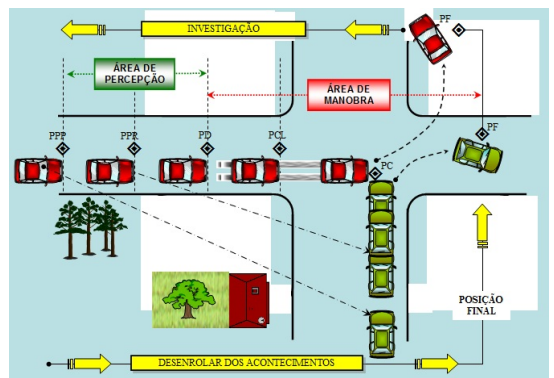 INVESTIGAÇÃO
PF
ÁREA DE
PERCEPÇÃO
ÁREA DE
MANOBRA
PPP
PPR
PD
PCL
PF
PC
POSIÇÃO
FINAL
DESENROLAR DOS ACONTECIMENTOS